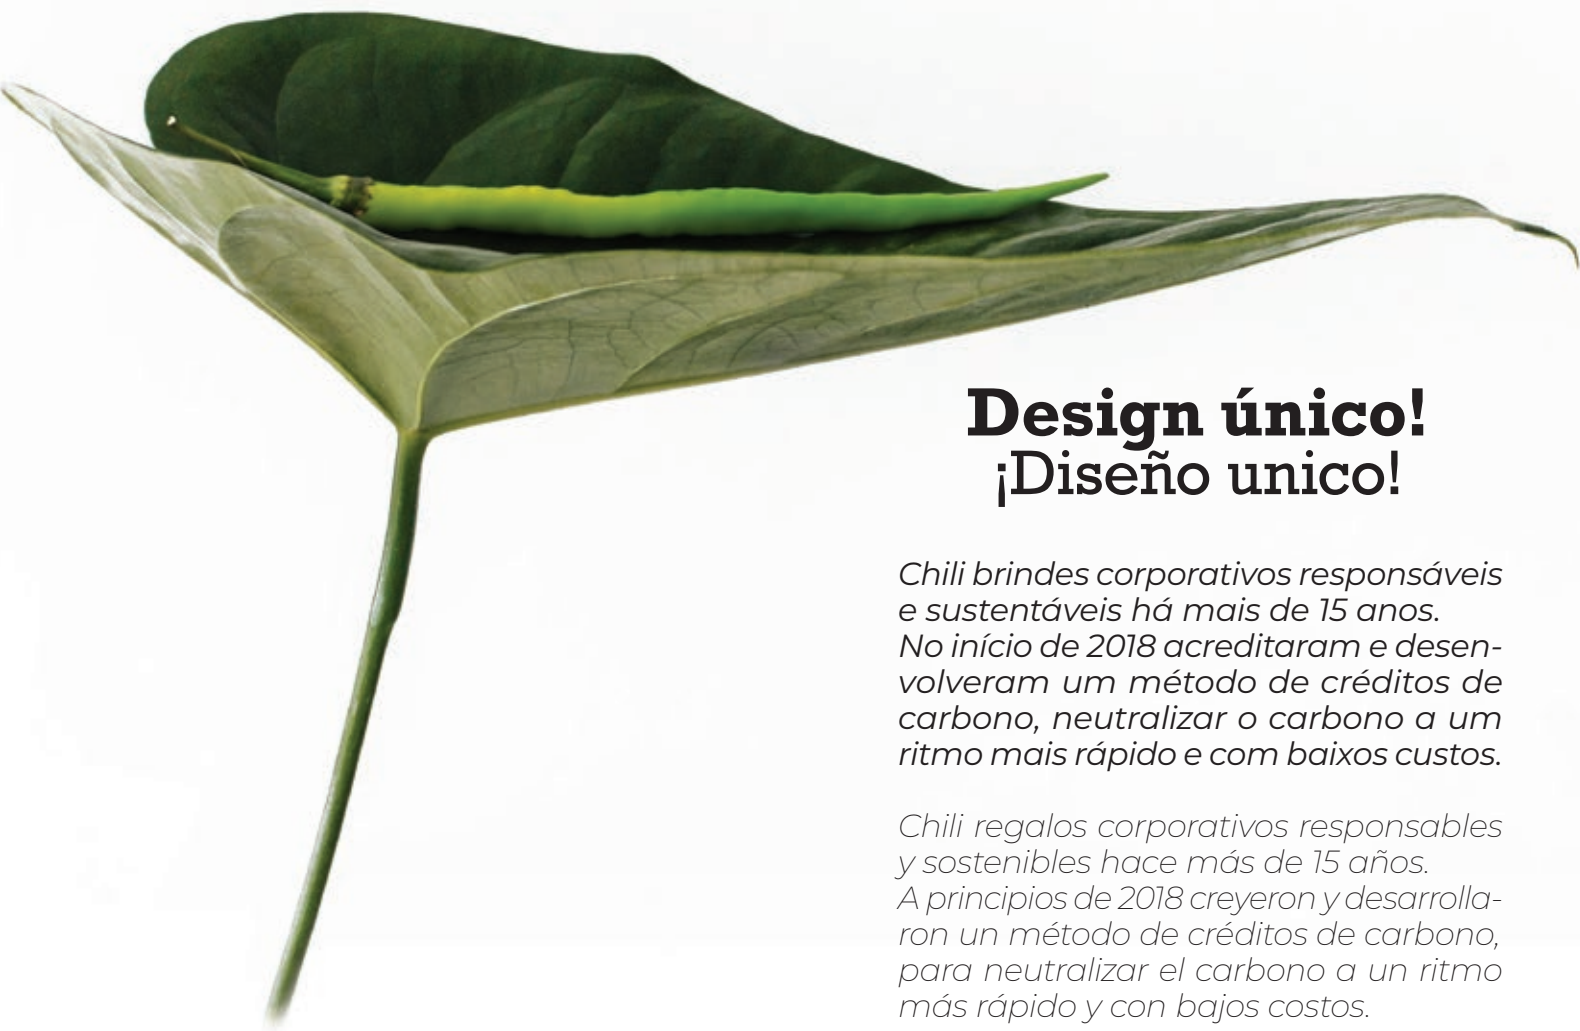 Design único!
¡Diseño unico!
Chili brindes corporativos responsáveis
e sustentáveis há mais de 15 anos.
No início de 2018 acreditaram e desen-
volveram um método de créditos de
carbono, neutralizar o carbono a um
ritmo mais rápido e com baixos custos.
Chili regalos corporativos responsables
y sostenibles hace más de 15 años.
A principios de 2018 creyeron y desarrolla-
ron un método de créditos de carbono,
para neutralizar el carbono a un ritmo
más rápido y con bajos costos.